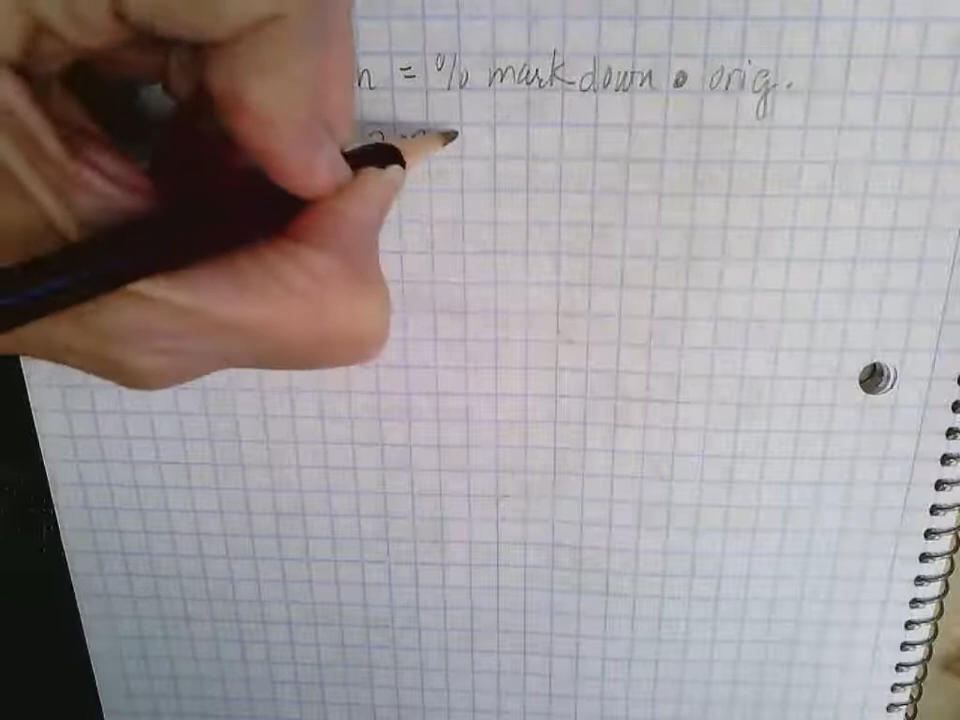 n = % markdown • orig.